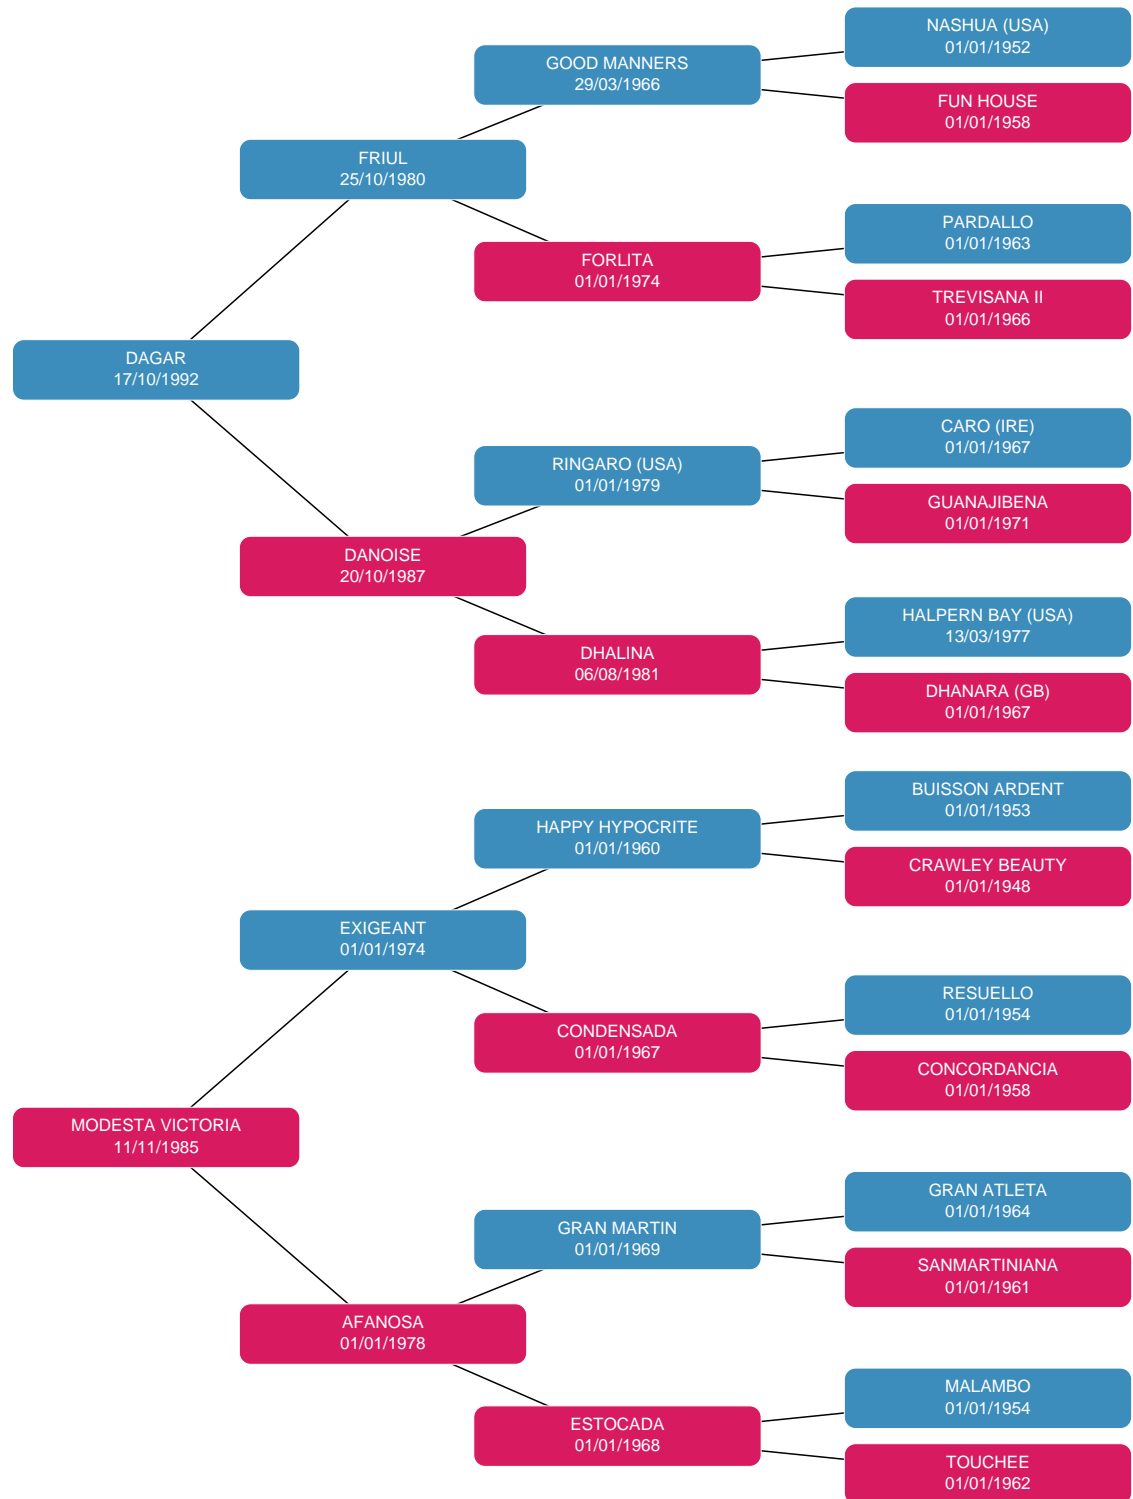 NASHUA (USA)
01/01/1952
GOOD MANNERS
29/03/1966
FUN HOUSE
01/01/1958
FRIUL
25/10/1980
PARDALLO
01/01/1963
FORLITA
01/01/1974
TREVISANA II
01/01/1966
DAGAR
17/10/1992
CARO (IRE)
01/01/1967
RINGARO (USA)
01/01/1979
GUANAJIBENA
01/01/1971
DANOISE
20/10/1987
HALPERN BAY (USA)
13/03/1977
DHALINA
06/08/1981
DHANARA (GB)
01/01/1967
BUISSON ARDENT
01/01/1953
HAPPY HYPOCRITE
01/01/1960
CRAWLEY BEAUTY
01/01/1948
EXIGEANT
01/01/1974
RESUELLO
01/01/1954
CONDENSADA
01/01/1967
CONCORDANCIA
01/01/1958
MODESTA VICTORIA
11/11/1985
GRAN ATLETA
01/01/1964
GRAN MARTIN
01/01/1969
SANMARTINIANA
01/01/1961
AFANOSA
01/01/1978
MALAMBO
01/01/1954
ESTOCADA
01/01/1968
TOUCHEE
01/01/1962